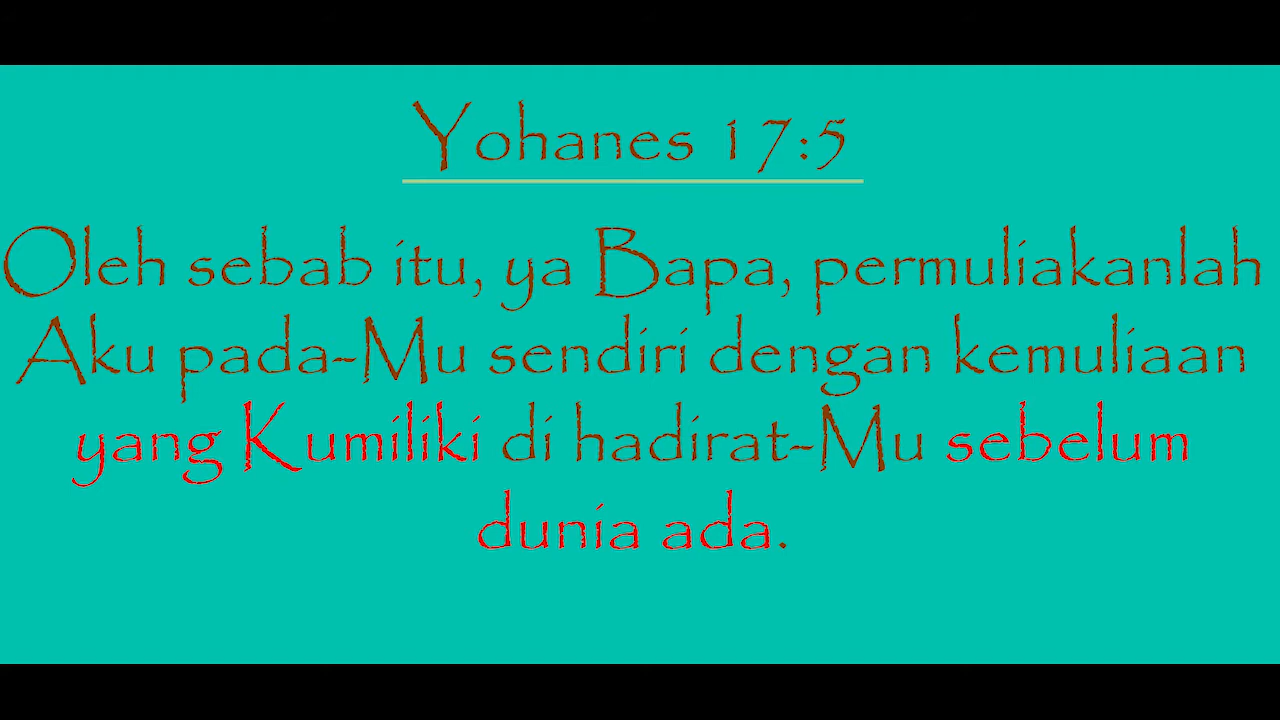 Yohanes 17:5
Oleh sebab itu, ya Bapa, permuliakanlah
Aku pada-Mu sendiri dengan kemuliaan
yang Kumiliki di hadirat-Mu sebelum
dunia ada.